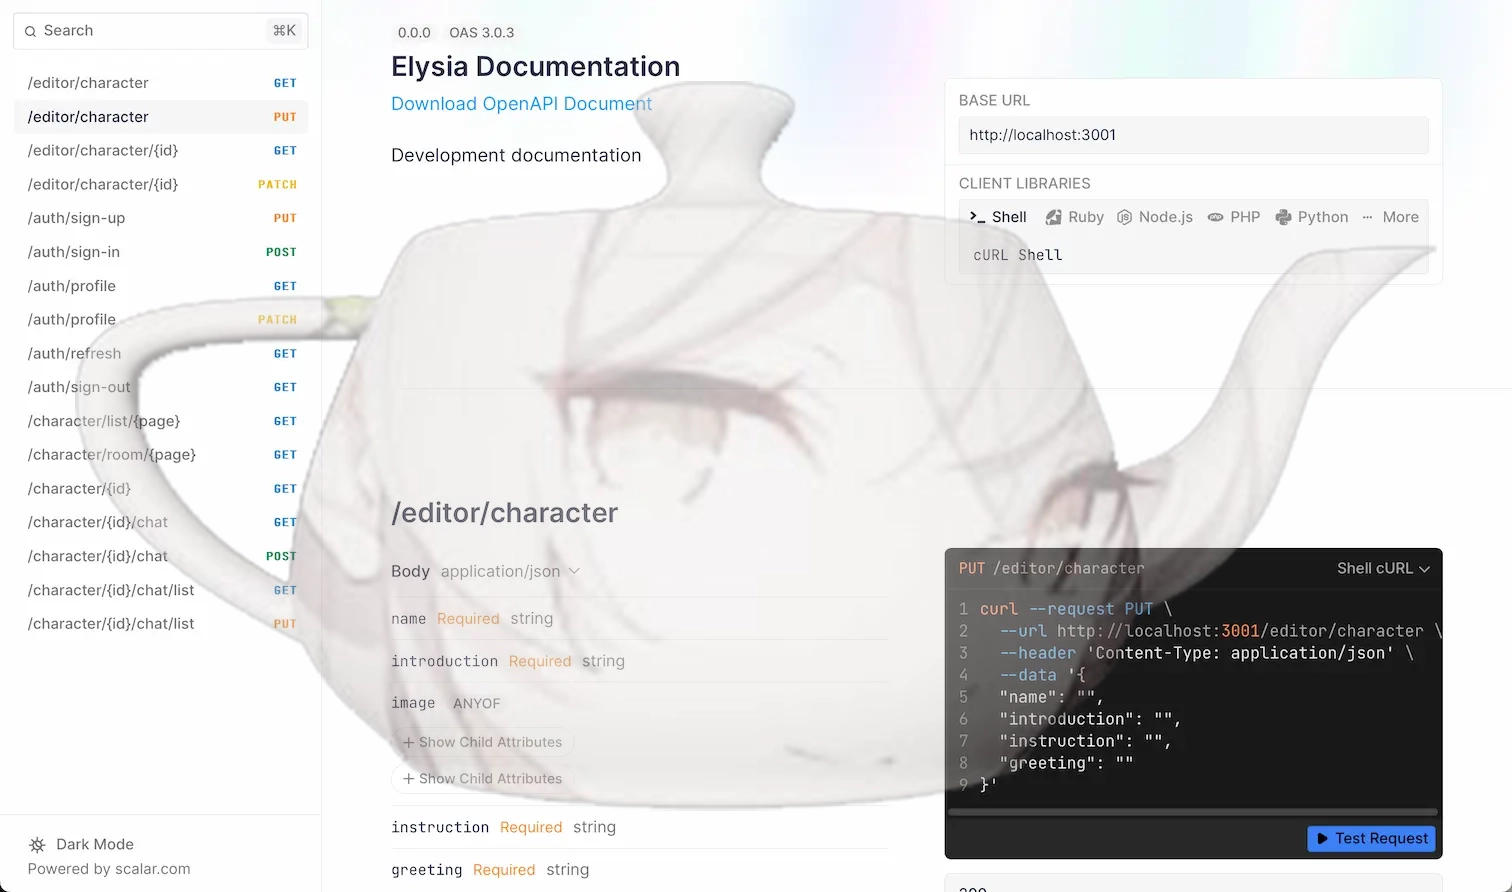 Search ⌘K
/editor/character GET
/editor/character PUT
/editor/character/{id} GET
/editor/character/{id} PATCH
/auth/sign-up PUT
/auth/sign-in POST
/auth/profile GET
/auth/profile PATCH
/auth/refresh GET
/auth/sign-out GET
/character/list/{page} GET
/character/room/{page} GET
/character/{id} GET
/character/{id}/chat GET
/character/{id}/chat POST
/character/{id}/chat/list GET
/character/{id}/chat/list PUT
Dark Mode
Powered by scalar.com
0.0.0 OAS 3.0.3
Elysia Documentation
Download OpenAPI Document
Development documentation
BASE URL
http://localhost:3001
CLIENT LIBRARIES
Shell Ruby Node.js PHP Python More
cURL Shell
/editor/character
Body application/json
name Required string
introduction Required string
image ANYOF
+ Show Child Attributes
+ Show Child Attributes
instruction Required string
greeting Required string
PUT /editor/character Shell cURL
1 curl --request PUT \
2 --url http://localhost:3001/editor/character \
3 --header 'Content-Type: application/json' \
4 --data '{
5 "name": "",
6 "introduction": "",
7 "instruction": "",
8 "greeting": ""
9 }'
Test Request